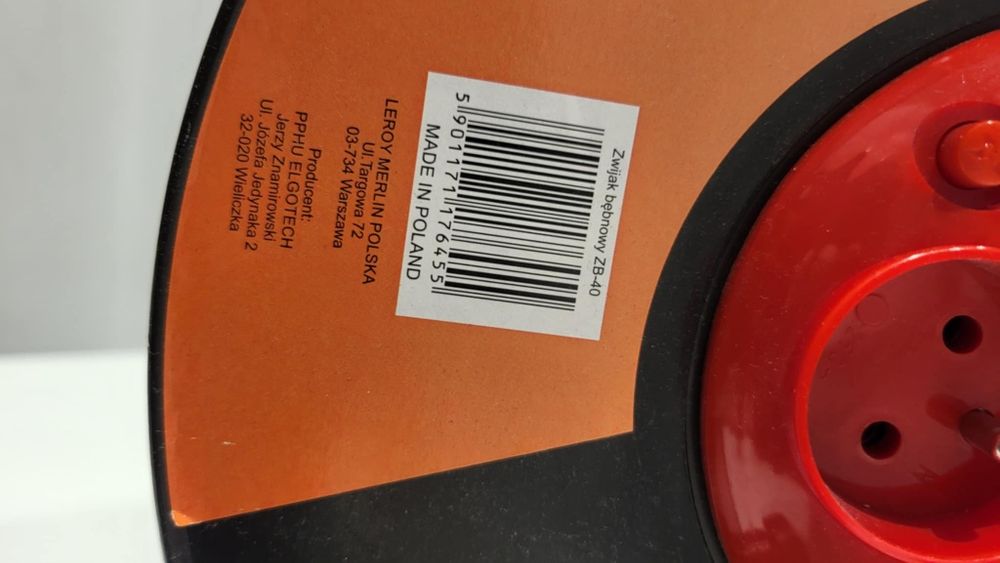 Zwijak bębnowy ZB-40
5 901171 176455
MADE IN POLAND
LEROY MERLIN POLSKA
Ul.Targowa 72
03-734 Warszawa
Producent:
PPHU ELGOTECH
Jerzy Znamirowski
Ul. Józefa Jedynaka 2
32-020 Wieliczka